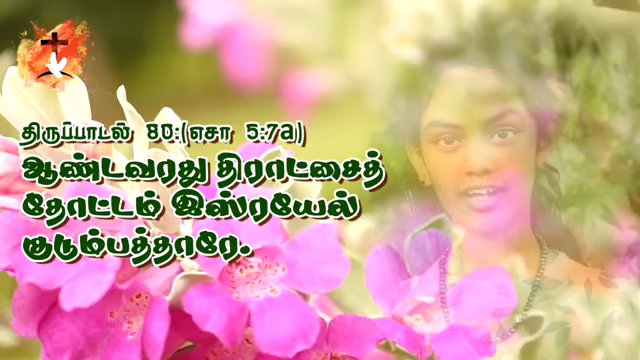 திருப்பாடல் 80:(எசா 5:7a)
ஆண்டவரது திராட்சைத்
தோட்டம் இஸ்ரயேல்
குடும்பத்தாரே.